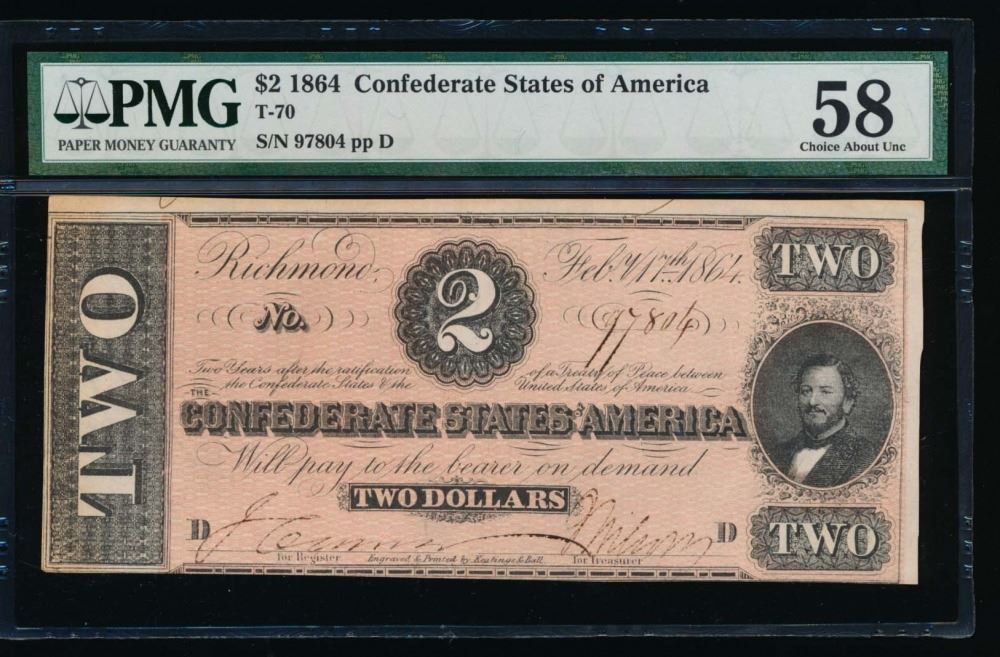 PMG
PAPER MONEY GUARANTY
$2 1864 Confederate States of America
T-70
S/N 97804 pp D
58
Choice About Unc
TWO
Richmond, Feb.y 17th 1864.
2
TWO
No. 97804
Two Years after the ratification of a Treaty of Peace between
the Confederate States & the United States of America
THE
CONFEDERATE STATES OF AMERICA
Will pay to the bearer on demand
TWO DOLLARS
D D
for Register Engraved & Printed by Keatinge & Ball for Treasurer
TWO